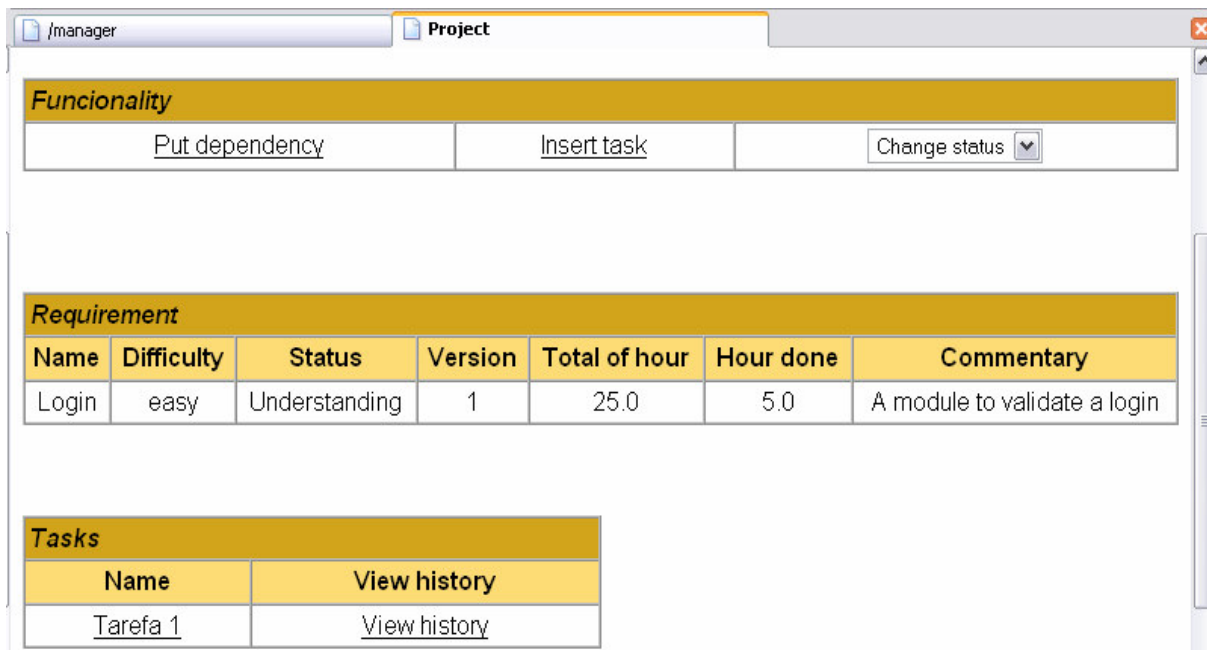 /manager Project
Funcionality
Put dependency Insert task Change status
Requirement
Name Difficulty Status Version Total of hour Hour done Commentary
Login easy Understanding 1 25.0 5.0 A module to validate a login
Tasks
Name View history
Tarefa 1 View history